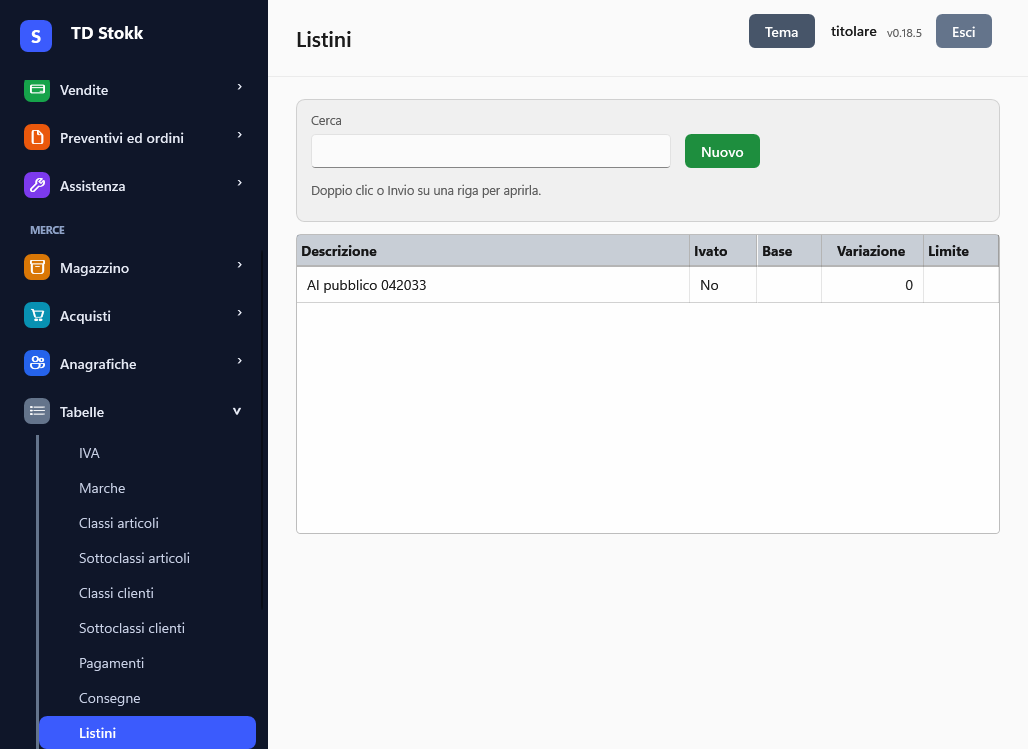 S
TD Stokk
Vendite
Preventivi ed ordini
Assistenza
MERCE
Magazzino
Acquisti
Anagrafiche
Tabelle
IVA
Marche
Classi articoli
Sottoclassi articoli
Classi clienti
Sottoclassi clienti
Pagamenti
Consegne
Listini
Listini
Tema titolare v0.18.5 Esci
Cerca
Nuovo
Doppio clic o Invio su una riga per aprirla.
Descrizione Ivato Base Variazione Limite
Al pubblico 042033 No 0